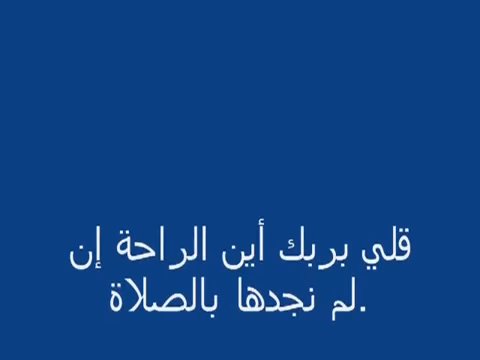 قلي بربك أين الراحة إن
لم نجدها بالصلاة.